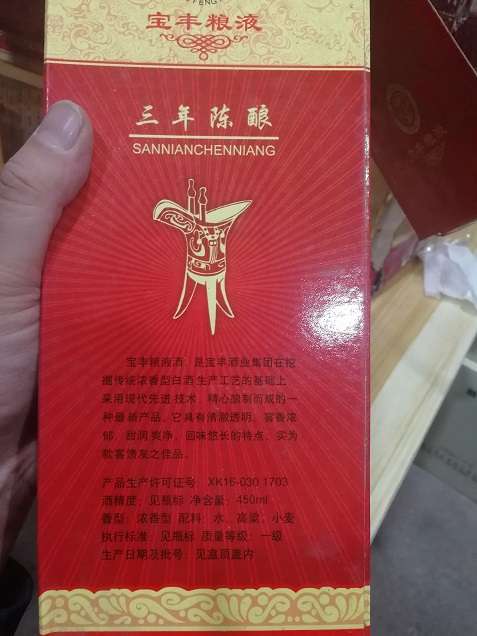 FENG
宝丰粮液
三年陈酿
SANNIANCHENNIANG
宝丰粮液酒，是宝丰酒业集团在挖
掘传统浓香型白酒生产工艺的基础上，
采用现代先进技术，精心酿制而成的一
种最新产品。它具有清澈透明，窖香浓
郁，甜润爽净，回味悠长的特点，实为
款客馈友之佳品。
产品生产许可证号：XK16-030 1703
酒精度：见瓶标 净含量：450ml
香型：浓香型 配料：水、高粱、小麦
执行标准：见瓶标 质量等级：一级
生产日期及批号：见盒顶盖内